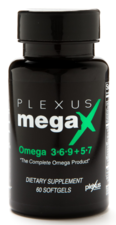 PLEXUS
megaX
Omega 3•6•9+5•7
"The Complete Omega Product"
DIETARY SUPPLEMENT
60 SOFTGELS
plexus